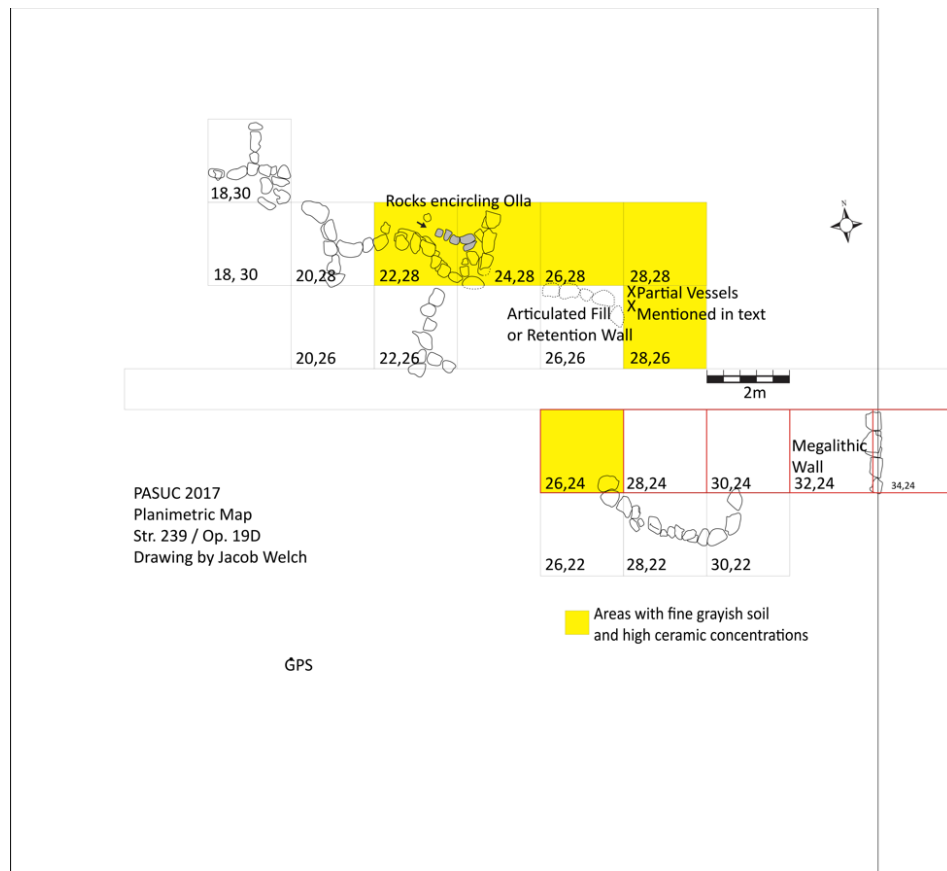 18,30
Rocks encircling Olla
N
18, 30
20,28
22,28
24,28
26,28
28,28
X Partial Vessels
X Mentioned in text
Articulated Fill
or Retention Wall
20,26
22,26
26,26
28,26
2m
Megalithic
Wall
26,24
28,24
30,24
32,24
34,24
PASUC 2017
Planimetric Map
Str. 239 / Op. 19D
Drawing by Jacob Welch
26,22
28,22
30,22
Areas with fine grayish soil
and high ceramic concentrations
GPS